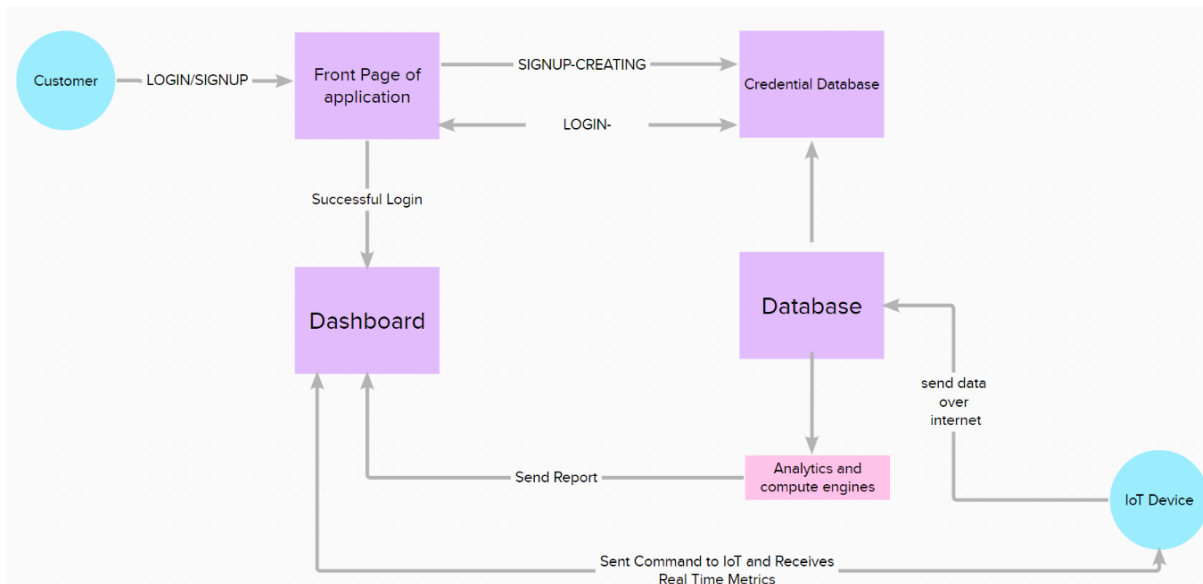 Customer
LOGIN/SIGNUP
Front Page of
application
SIGNUP-CREATING
Credential Database
LOGIN-
Successful Login
Dashboard
Database
send data
over
internet
Send Report
Analytics and
compute engines
IoT Device
Sent Command to IoT and Receives
Real Time Metrics